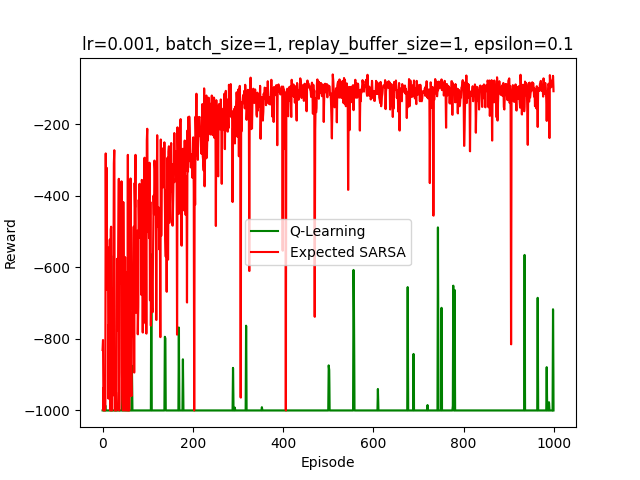 lr=0.001, batch_size=1, replay_buffer_size=1, epsilon=0.1
−200
−400
−600
−800
−1000
Reward
Q-Learning
Expected SARSA
0
200
400
600
800
1000
Episode